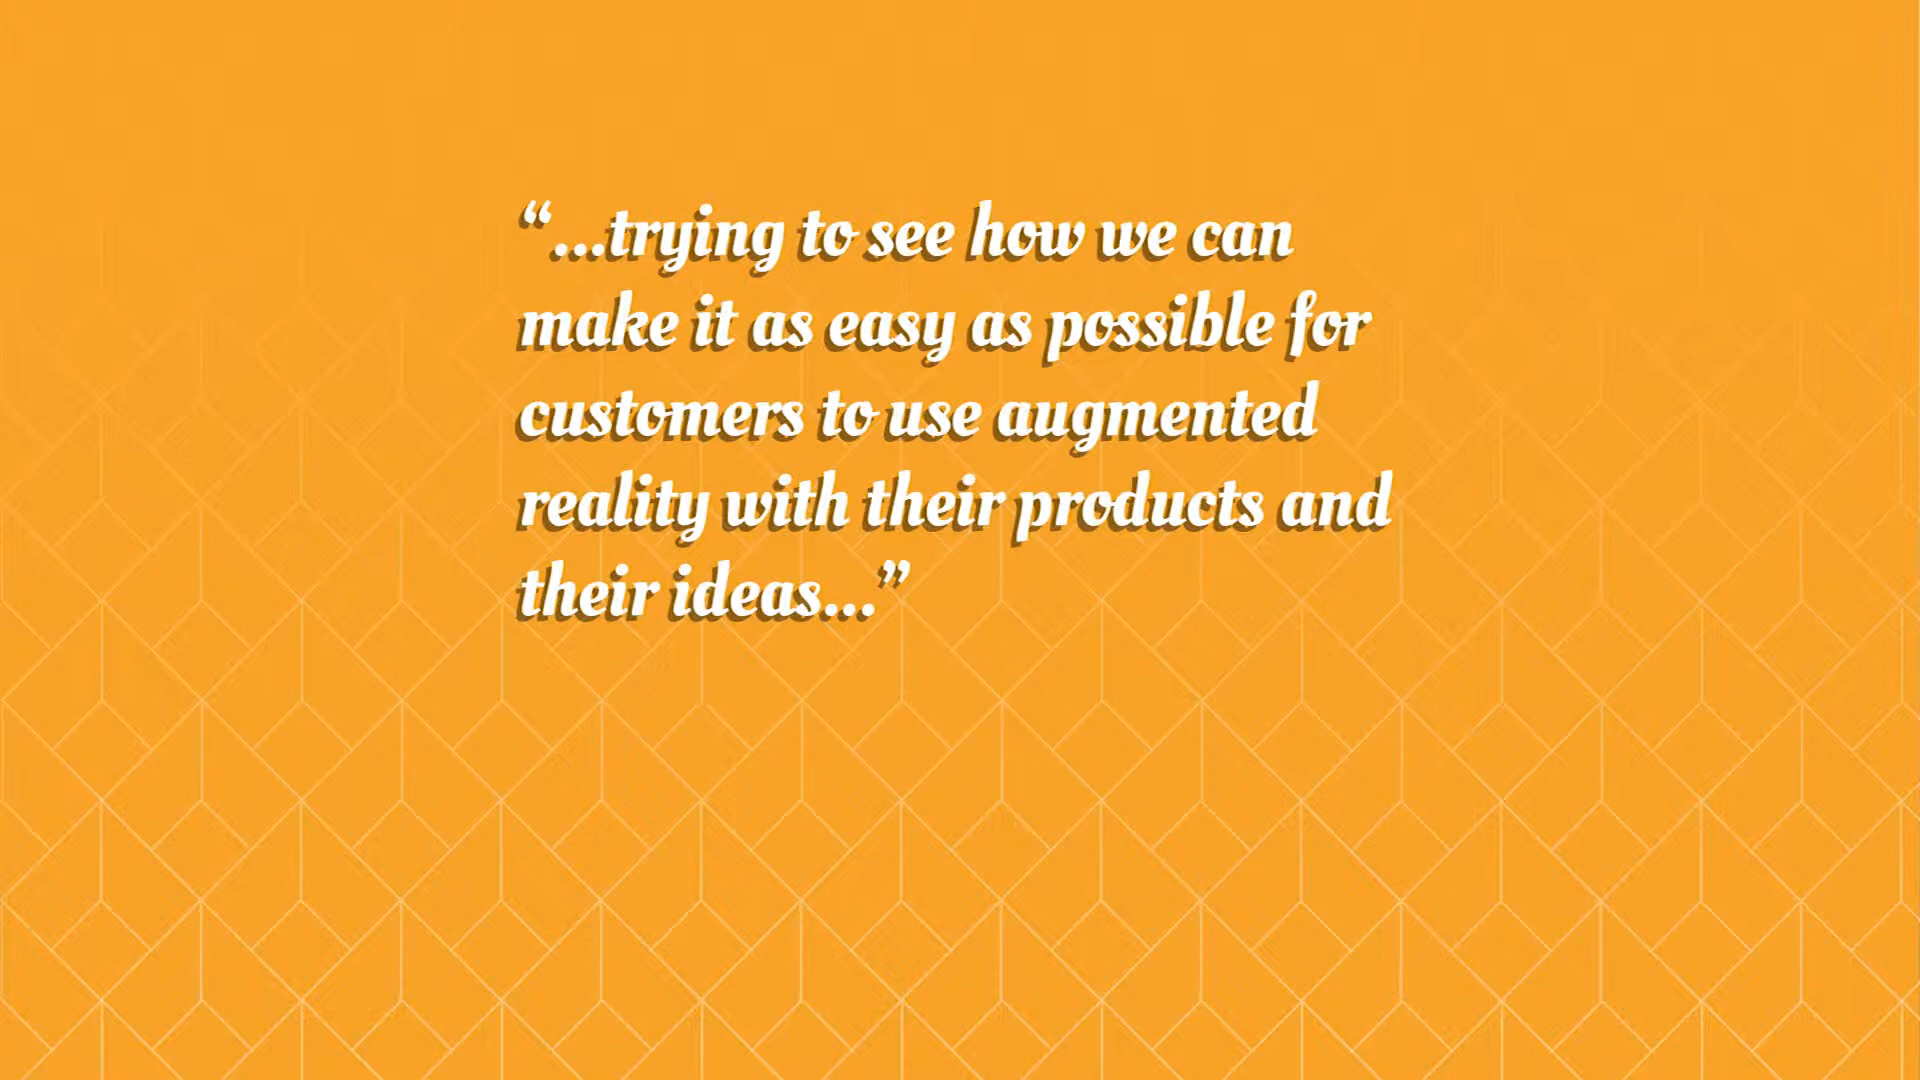 “...trying to see how we can
make it as easy as possible for
customers to use augmented
reality with their products and
their ideas...”